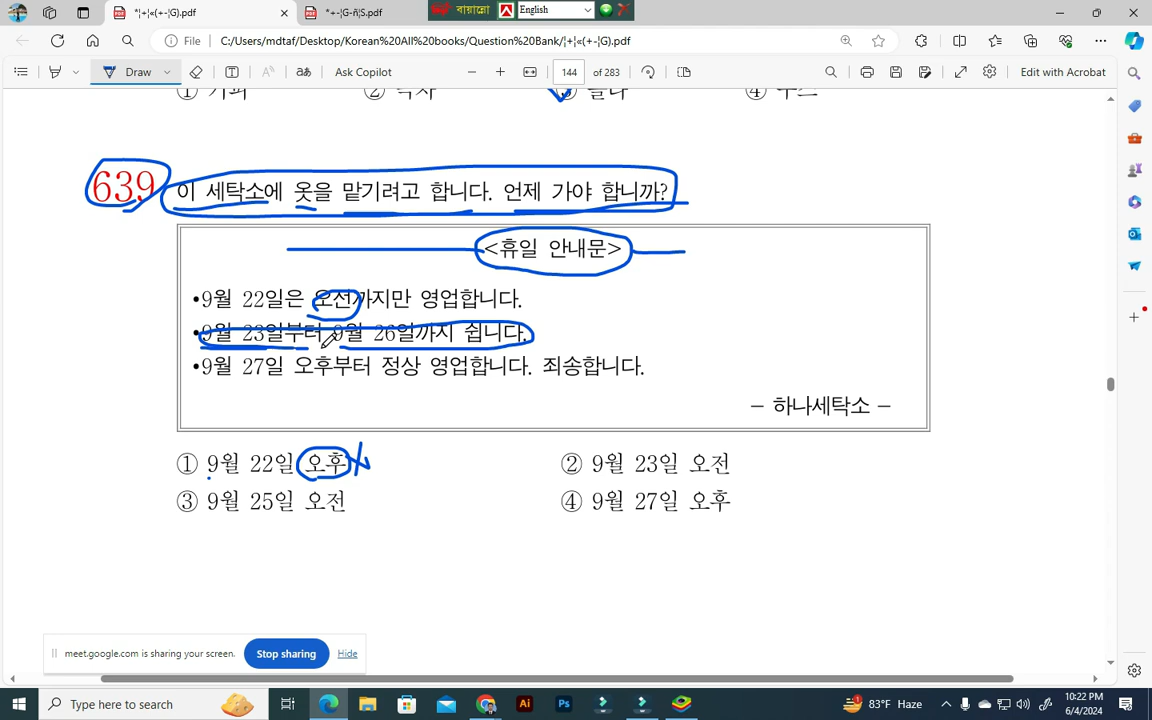 *¦+¦«(+-¦G).pdf
*+-¦G-ñ¦S.pdf
বায়ান্নো
English
File
C:/Users/mdtaf/Desktop/Korean%20All%20books/Question%20Bank/¦+¦«(+-¦G).pdf
Draw
aあ
Ask Copilot
144 of 283
Edit with Acrobat
639 이 세탁소에 옷을 맡기려고 합니다. 언제 가야 합니까?
<휴일 안내문>
•9월 22일은 오전까지만 영업합니다.
•9월 23일부터 9월 26일까지 쉽니다.
•9월 27일 오후부터 정상 영업합니다. 죄송합니다.
– 하나세탁소 –
① 9월 22일 오후 ② 9월 23일 오전
③ 9월 25일 오전 ④ 9월 27일 오후
meet.google.com is sharing your screen.
Stop sharing
Hide
Type here to search
83°F Haze
10:22 PM
6/4/2024